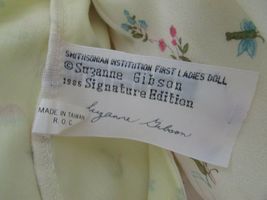 SMITHSONIAN INSTITUTION FIRST LADIES DOLL
©Suzanne Gibson
1986 Signature Edition
MADE IN TAIWAN
R.O.C.
Suzanne Gibson